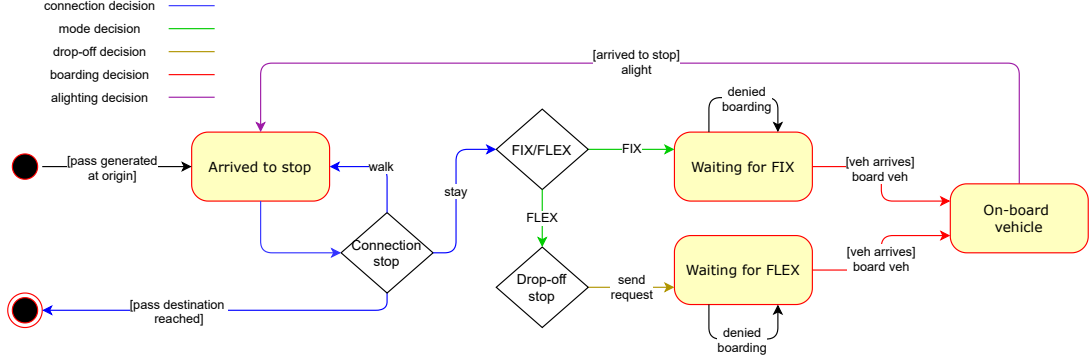 connection decision
mode decision
drop-off decision
boarding decision
alighting decision
[arrived to stop]
alight
denied
boarding
[pass generated
at origin]
Arrived to stop
walk
stay
FIX/FLEX
FIX
Waiting for FIX
[veh arrives]
board veh
On-board
vehicle
FLEX
Connection
stop
Drop-off
stop
send
request
Waiting for FLEX
[veh arrives]
board veh
[pass destination
reached]
denied
boarding